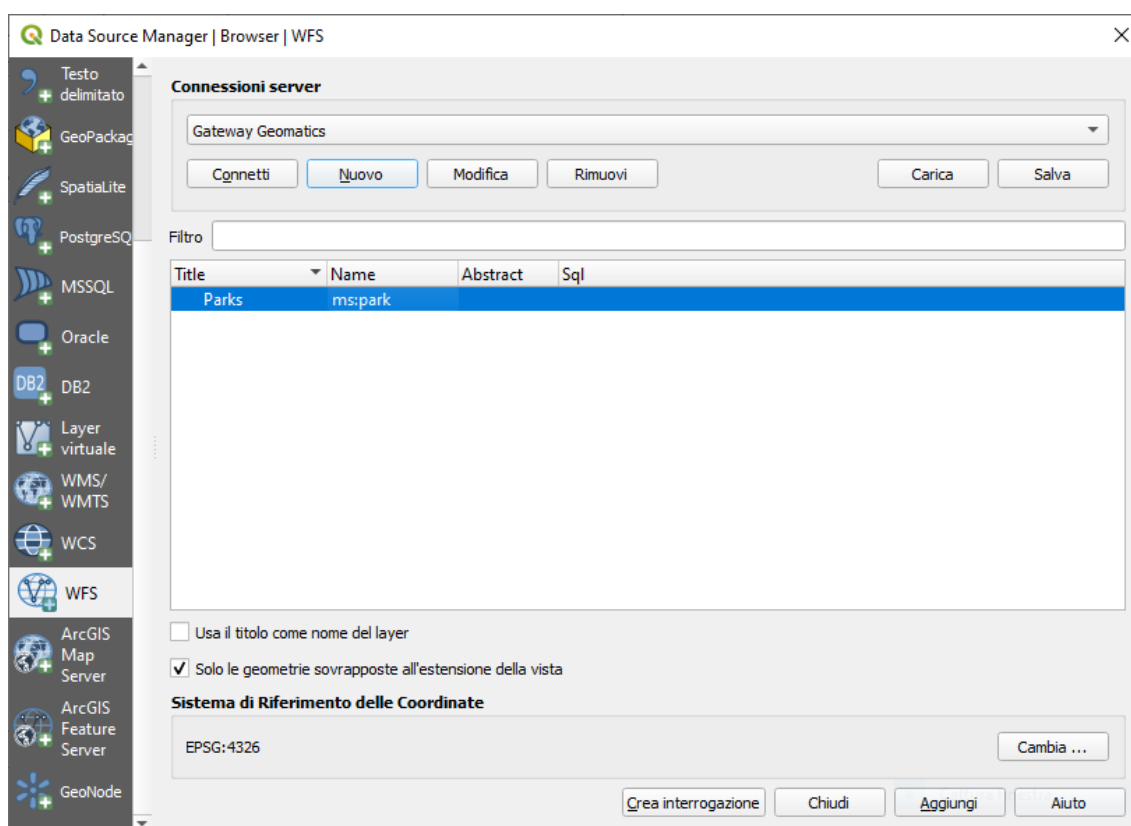 Data Source Manager | Browser | WFS
Testo
delimitato
GeoPackag
SpatiaLite
PostgreSQ
MSSQL
Oracle
DB2
DB2
Layer
virtuale
WMS/
WMTS
WCS
WFS
ArcGIS
Map
Server
ArcGIS
Feature
Server
GeoNode
Connessioni server
Gateway Geomatics
Connetti Nuovo Modifica Rimuovi Carica Salva
Filtro
Title Name Abstract Sql
Parks ms:park
Usa il titolo come nome del layer
Solo le geometrie sovrapposte all'estensione della vista
Sistema di Riferimento delle Coordinate
EPSG:4326 Cambia ...
Crea interrogazione Chiudi Aggiungi Aiuto